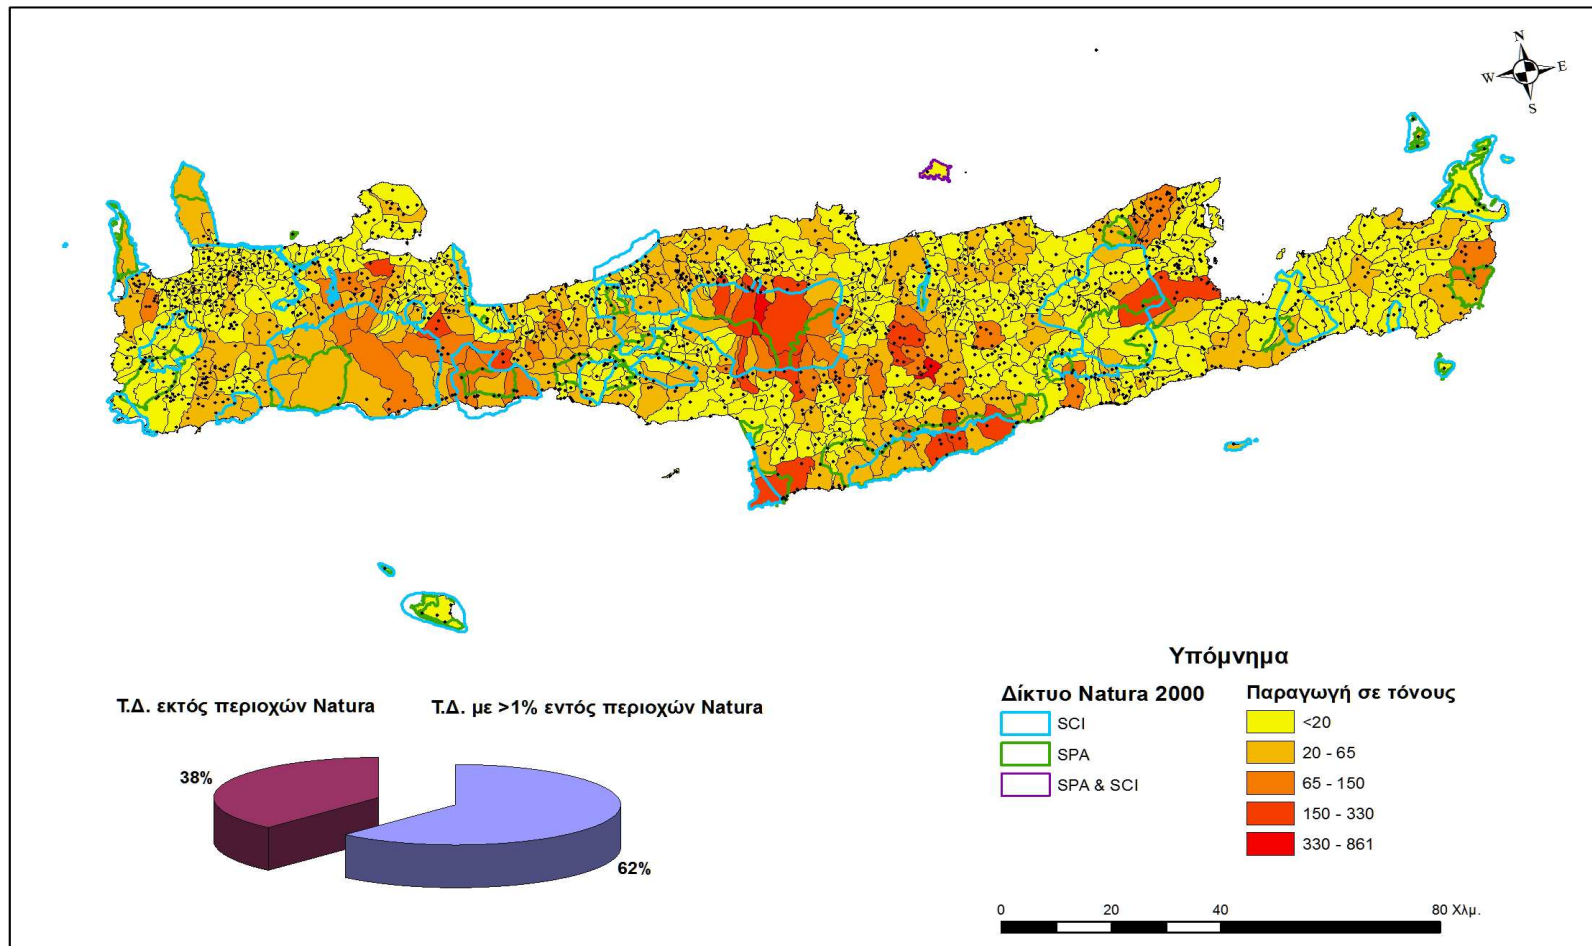 N
W
E
S
Υπόμνημα
Δίκτυο Natura 2000
SCI
SPA
SPA & SCI
Παραγωγή σε τόνους
<20
20 - 65
65 - 150
150 - 330
330 - 861
Τ.Δ. εκτός περιοχών Natura
Τ.Δ. με >1% εντός περιοχών Natura
38%
62%
0 20 40 80 Χλμ.